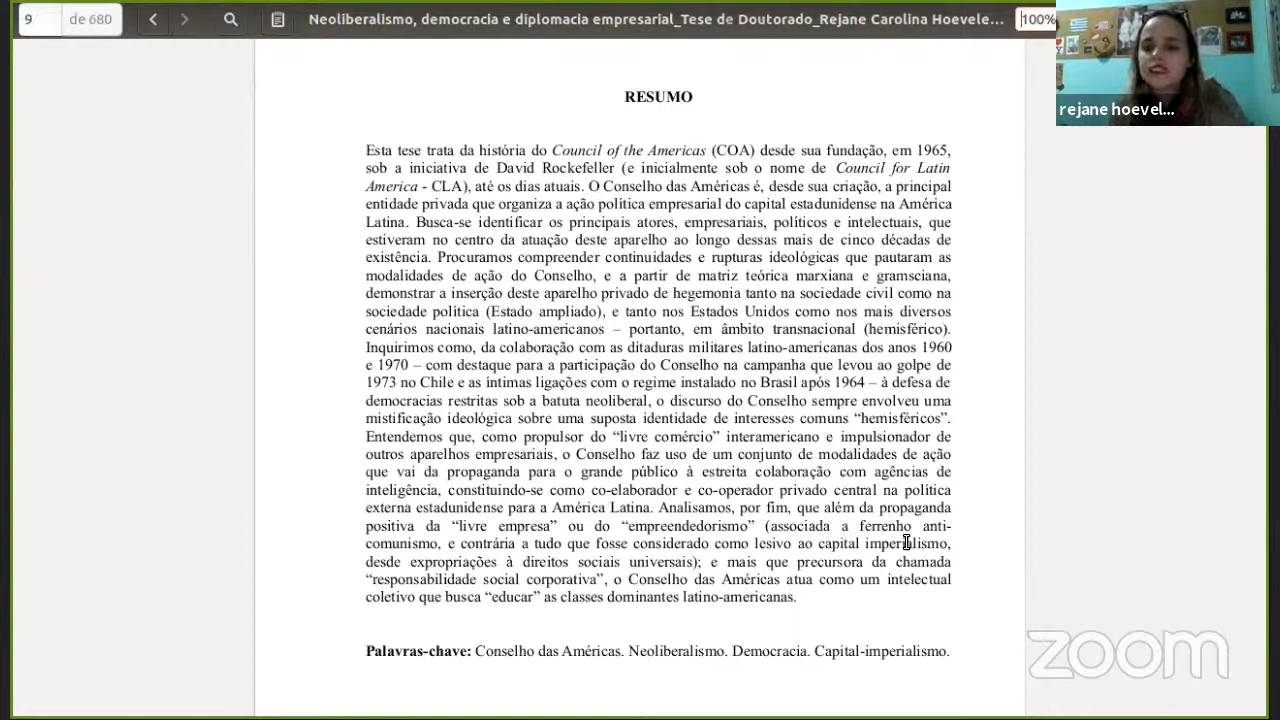 9 de 680 Neoliberalismo, democracia e diplomacia empresarial_Tese de Doutorado_Rejane Carolina Hoevele... 100%
rejane hoevel...
RESUMO
Esta tese trata da história do Council of the Americas (COA) desde sua fundação, em 1965,
sob a iniciativa de David Rockefeller (e inicialmente sob o nome de Council for Latin
America - CLA), até os dias atuais. O Conselho das Américas é, desde sua criação, a principal
entidade privada que organiza a ação política empresarial do capital estadunidense na América
Latina. Busca-se identificar os principais atores, empresariais, políticos e intelectuais, que
estiveram no centro da atuação deste aparelho ao longo dessas mais de cinco décadas de
existência. Procuramos compreender continuidades e rupturas ideológicas que pautaram as
modalidades de ação do Conselho, e a partir de matriz teórica marxiana e gramsciana,
demonstrar a inserção deste aparelho privado de hegemonia tanto na sociedade civil como na
sociedade política (Estado ampliado), e tanto nos Estados Unidos como nos mais diversos
cenários nacionais latino-americanos – portanto, em âmbito transnacional (hemisférico).
Inquirimos como, da colaboração com as ditaduras militares latino-americanas dos anos 1960
e 1970 – com destaque para a participação do Conselho na campanha que levou ao golpe de
1973 no Chile e as íntimas ligações com o regime instalado no Brasil após 1964 – à defesa de
democracias restritas sob a batuta neoliberal, o discurso do Conselho sempre envolveu uma
mistificação ideológica sobre uma suposta identidade de interesses comuns “hemisféricos”.
Entendemos que, como propulsor do “livre comércio” interamericano e impulsionador de
outros aparelhos empresariais, o Conselho faz uso de um conjunto de modalidades de ação
que vai da propaganda para o grande público à estreita colaboração com agências de
inteligência, constituindo-se como co-elaborador e co-operador privado central na política
externa estadunidense para a América Latina. Analisamos, por fim, que além da propaganda
positiva da “livre empresa” ou do “empreendedorismo” (associada a ferrenho anti-
comunismo, e contrária a tudo que fosse considerado como lesivo ao capital imperialismo,
desde expropriações à direitos sociais universais); e mais que precursora da chamada
“responsabilidade social corporativa”, o Conselho das Américas atua como um intelectual
coletivo que busca “educar” as classes dominantes latino-americanas.
Palavras-chave: Conselho das Américas. Neoliberalismo. Democracia. Capital-imperialismo.
zoom